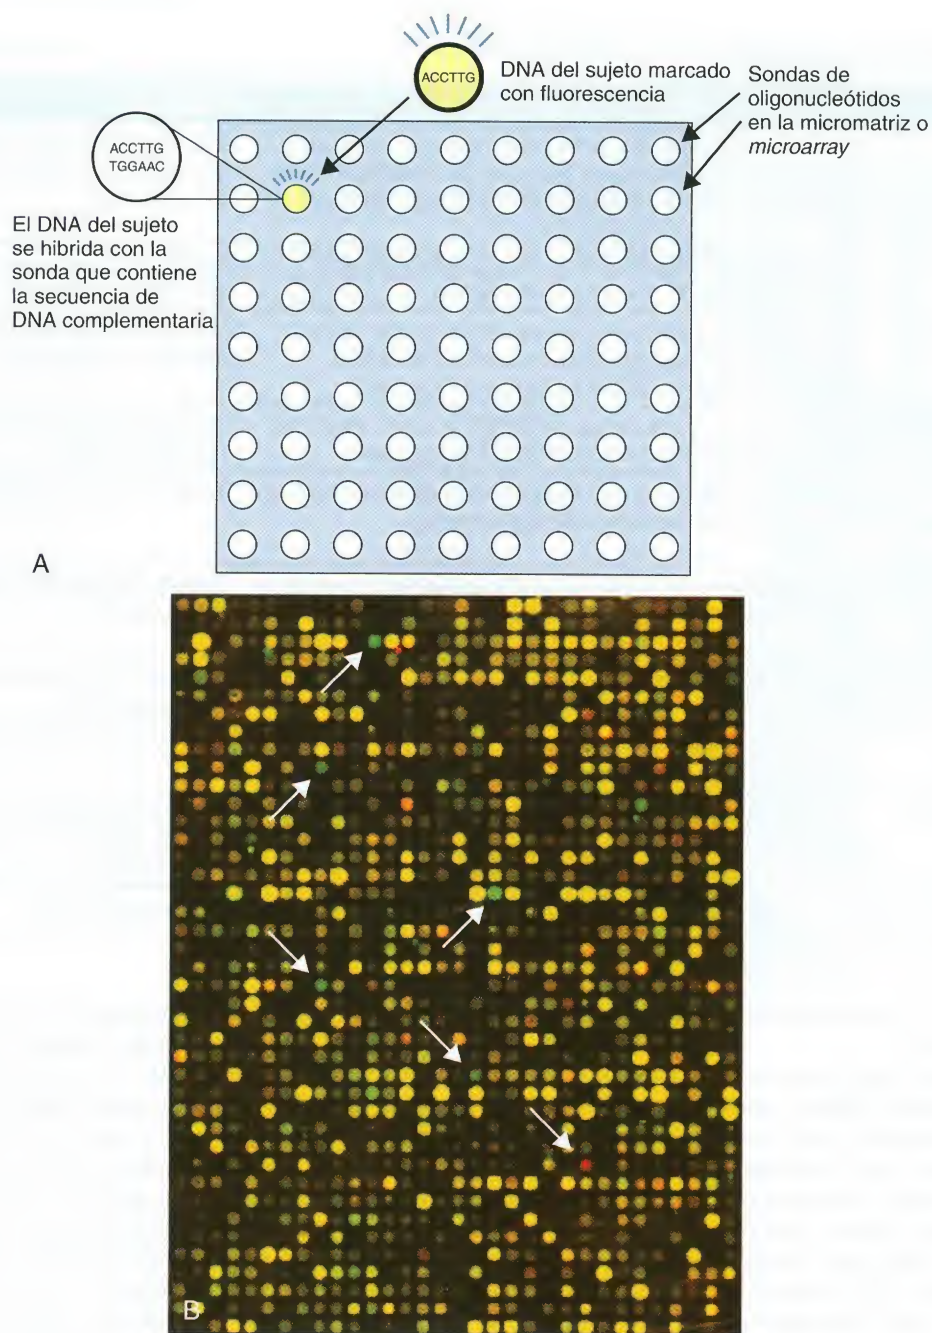 ACCTTG
DNA del sujeto marcado
con fluorescencia
Sondas de
oligonucleótidos
en la micromatriz o
microarray
ACCTTG
TGGAAC
El DNA del sujeto
se hibrida con la
sonda que contiene
la secuencia de
DNA complementaria
A
B